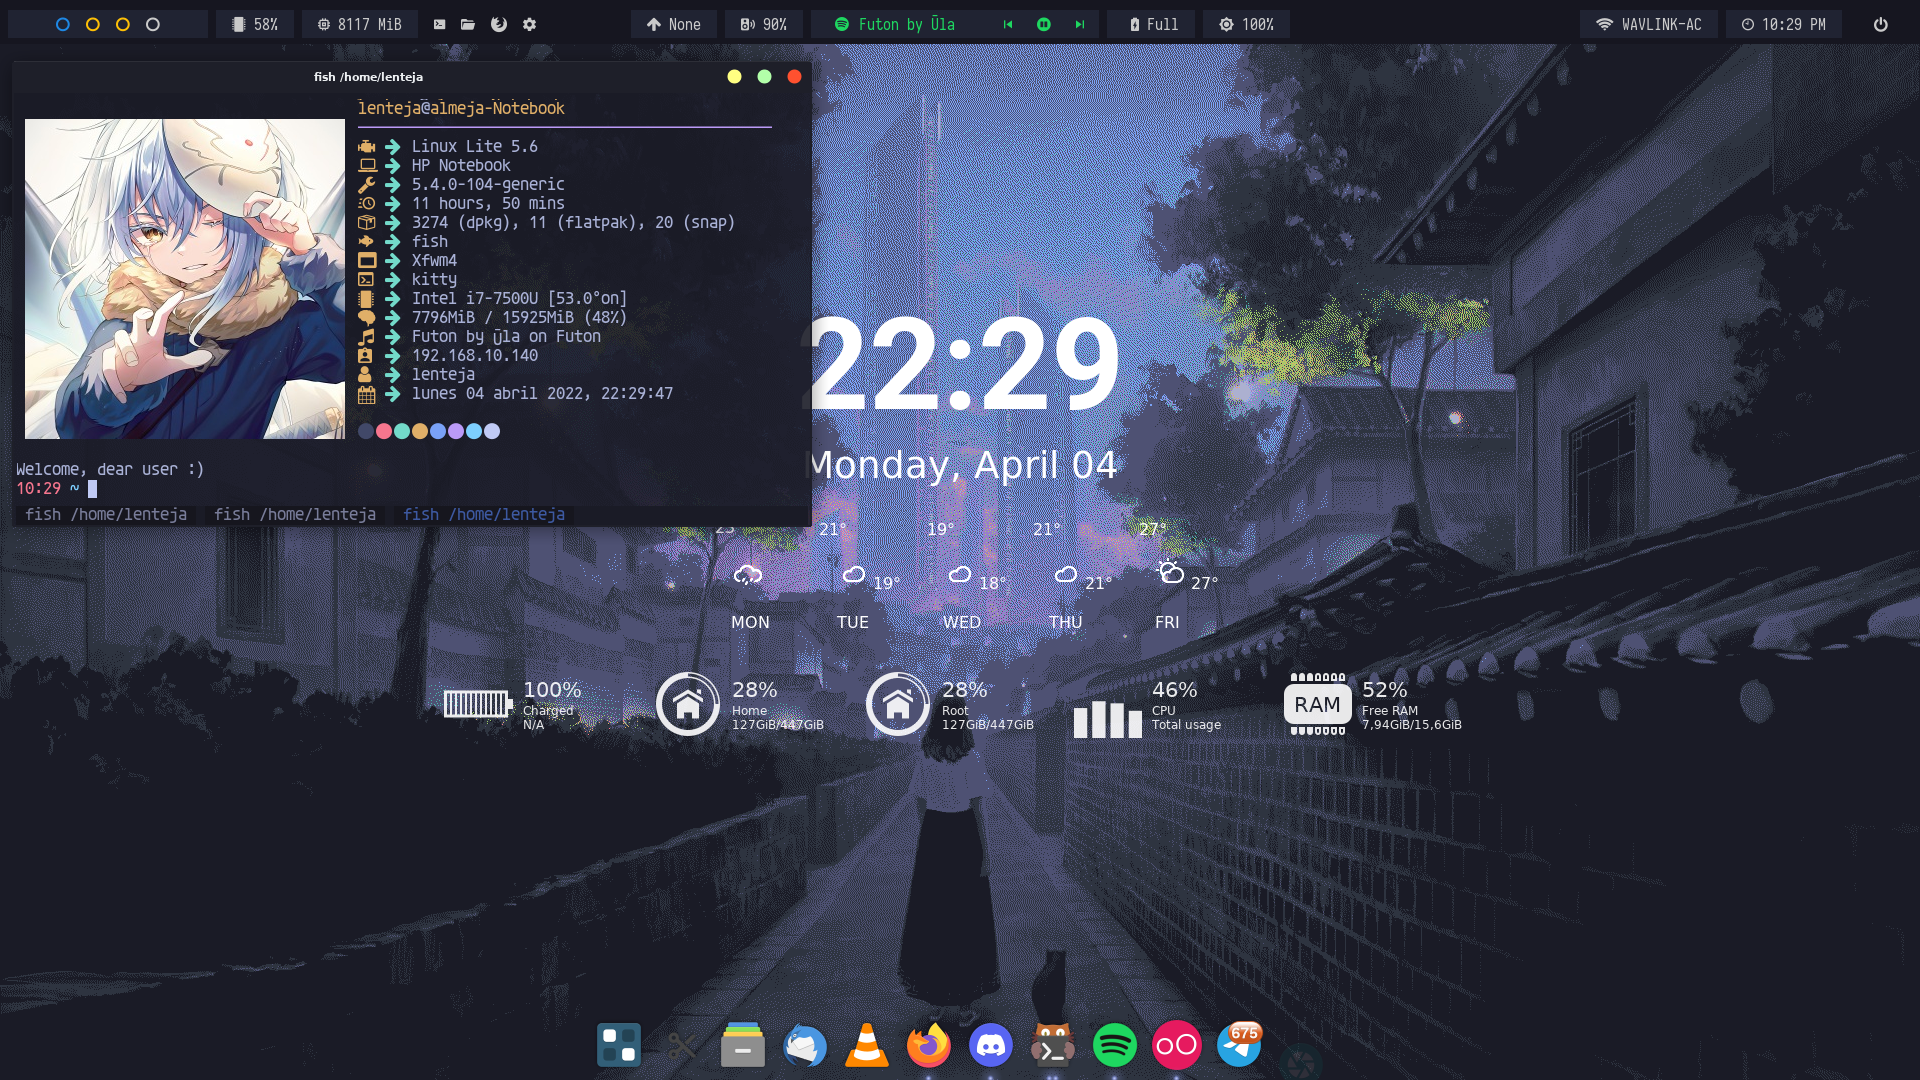 58% 8117 MiB None 90% Futon by Ūla Full 100% WAVLINK-AC 10:29 PM
fish /home/lenteja
lenteja@almeja-Notebook
Linux Lite 5.6
HP Notebook
5.4.0-104-generic
11 hours, 50 mins
3274 (dpkg), 11 (flatpak), 20 (snap)
fish
Xfwm4
kitty
Intel i7-7500U [53.0°on]
7796MiB / 15925MiB (48%)
Futon by Ūla on Futon
192.168.10.140
lenteja
lunes 04 abril 2022, 22:29:47
Welcome, dear user :)
10:29 ~
fish /home/lenteja fish /home/lenteja fish /home/lenteja
22:29
Monday, April 04
21° 19° 21° 27°
19° 18° 21° 27°
MON TUE WED THU FRI
100%
Charged
N/A
28%
Home
127GiB/447GiB
28%
Root
127GiB/447GiB
46%
CPU
Total usage
RAM
52%
Free RAM
7,94GiB/15,6GiB
675